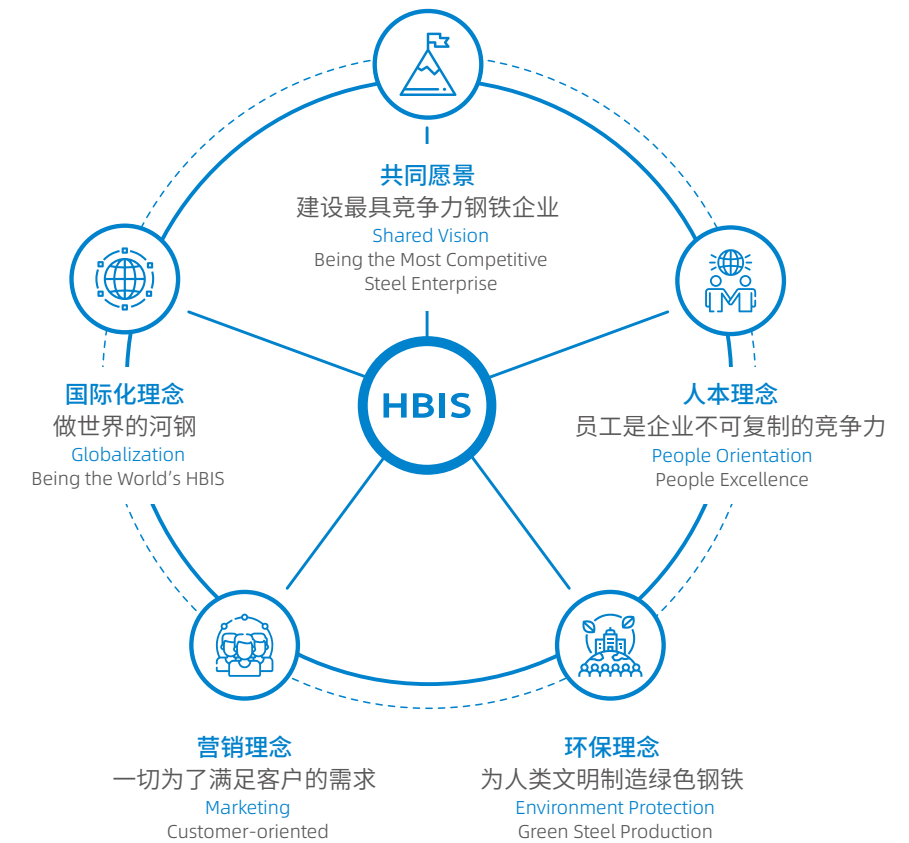 共同愿景
建设最具竞争力钢铁企业
Shared Vision
Being the Most Competitive
Steel Enterprise
HBIS
国际化理念
做世界的河钢
Globalization
Being the World's HBIS
人本理念
员工是企业不可复制的竞争力
People Orientation
People Excellence
营销理念
一切为了满足客户的需求
Marketing
Customer-oriented
环保理念
为人类文明制造绿色钢铁
Environment Protection
Green Steel Production